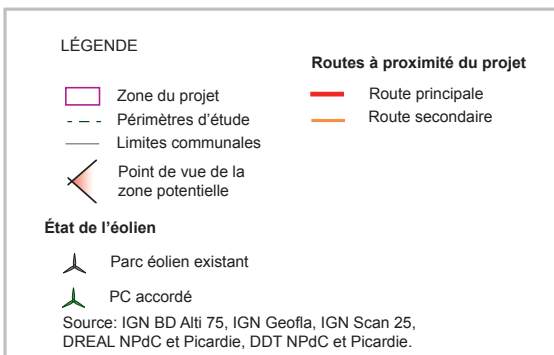 LÉGENDE
Zone du projet
Périmètres d'étude
Limites communales
Point de vue de la
zone potentielle
Routes à proximité du projet
Route principale
Route secondaire
État de l'éolien
Parc éolien existant
PC accordé
Source: IGN BD Alti 75, IGN Geofla, IGN Scan 25,
DREAL NPdC et Picardie, DDT NPdC et Picardie.